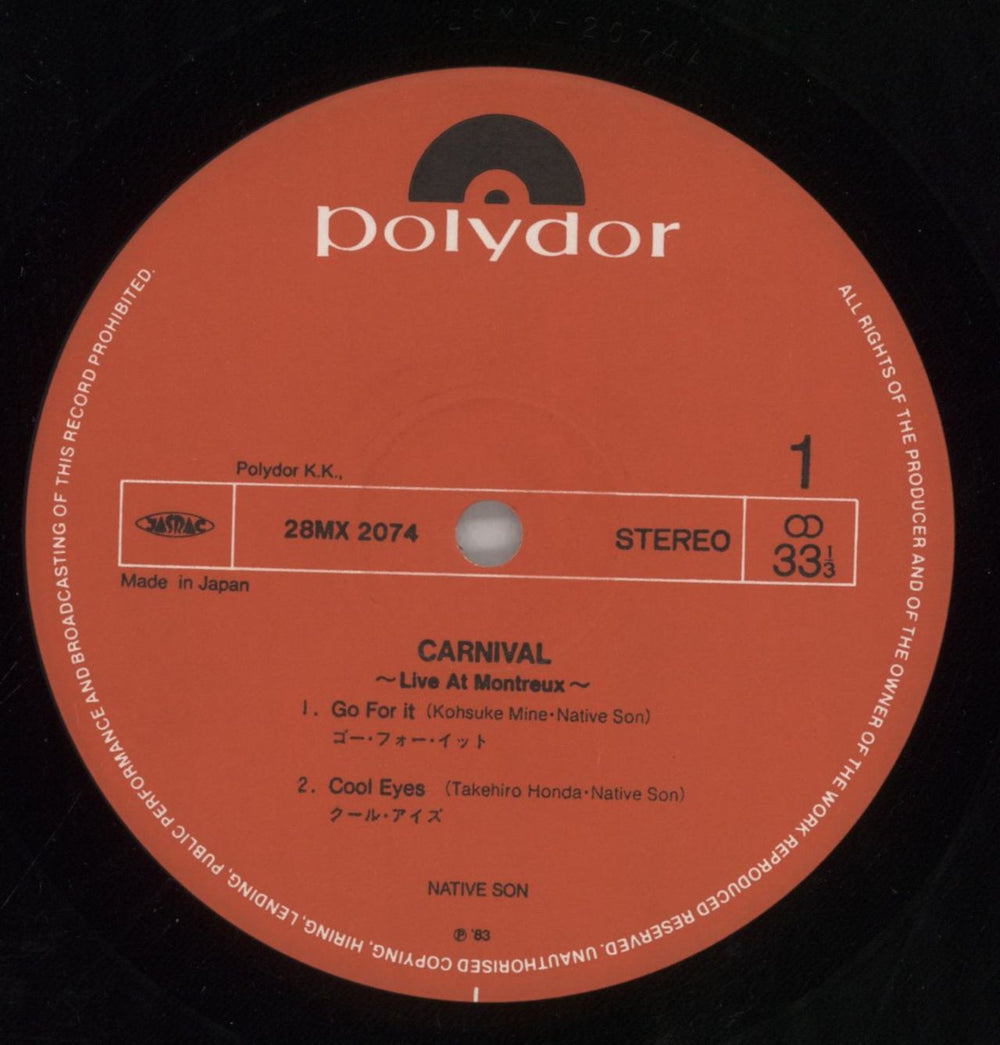 polydor
1
Polydor K.K.,
JASRAC
28MX 2074
STEREO
33 1/3
Made in Japan
CARNIVAL
~Live At Montreux~
1. Go For it (Kohsuke Mine・Native Son)
ゴー・フォー・イット
2. Cool Eyes (Takehiro Honda・Native Son)
クール・アイズ
NATIVE SON
℗ '83
ALL RIGHTS OF THE PRODUCER AND OF THE OWNER OF THE WORK REPRODUCED RESERVED. UNAUTHORISED COPYING, HIRING, LENDING, PUBLIC PERFORMANCE AND BROADCASTING OF THIS RECORD PROHIBITED.